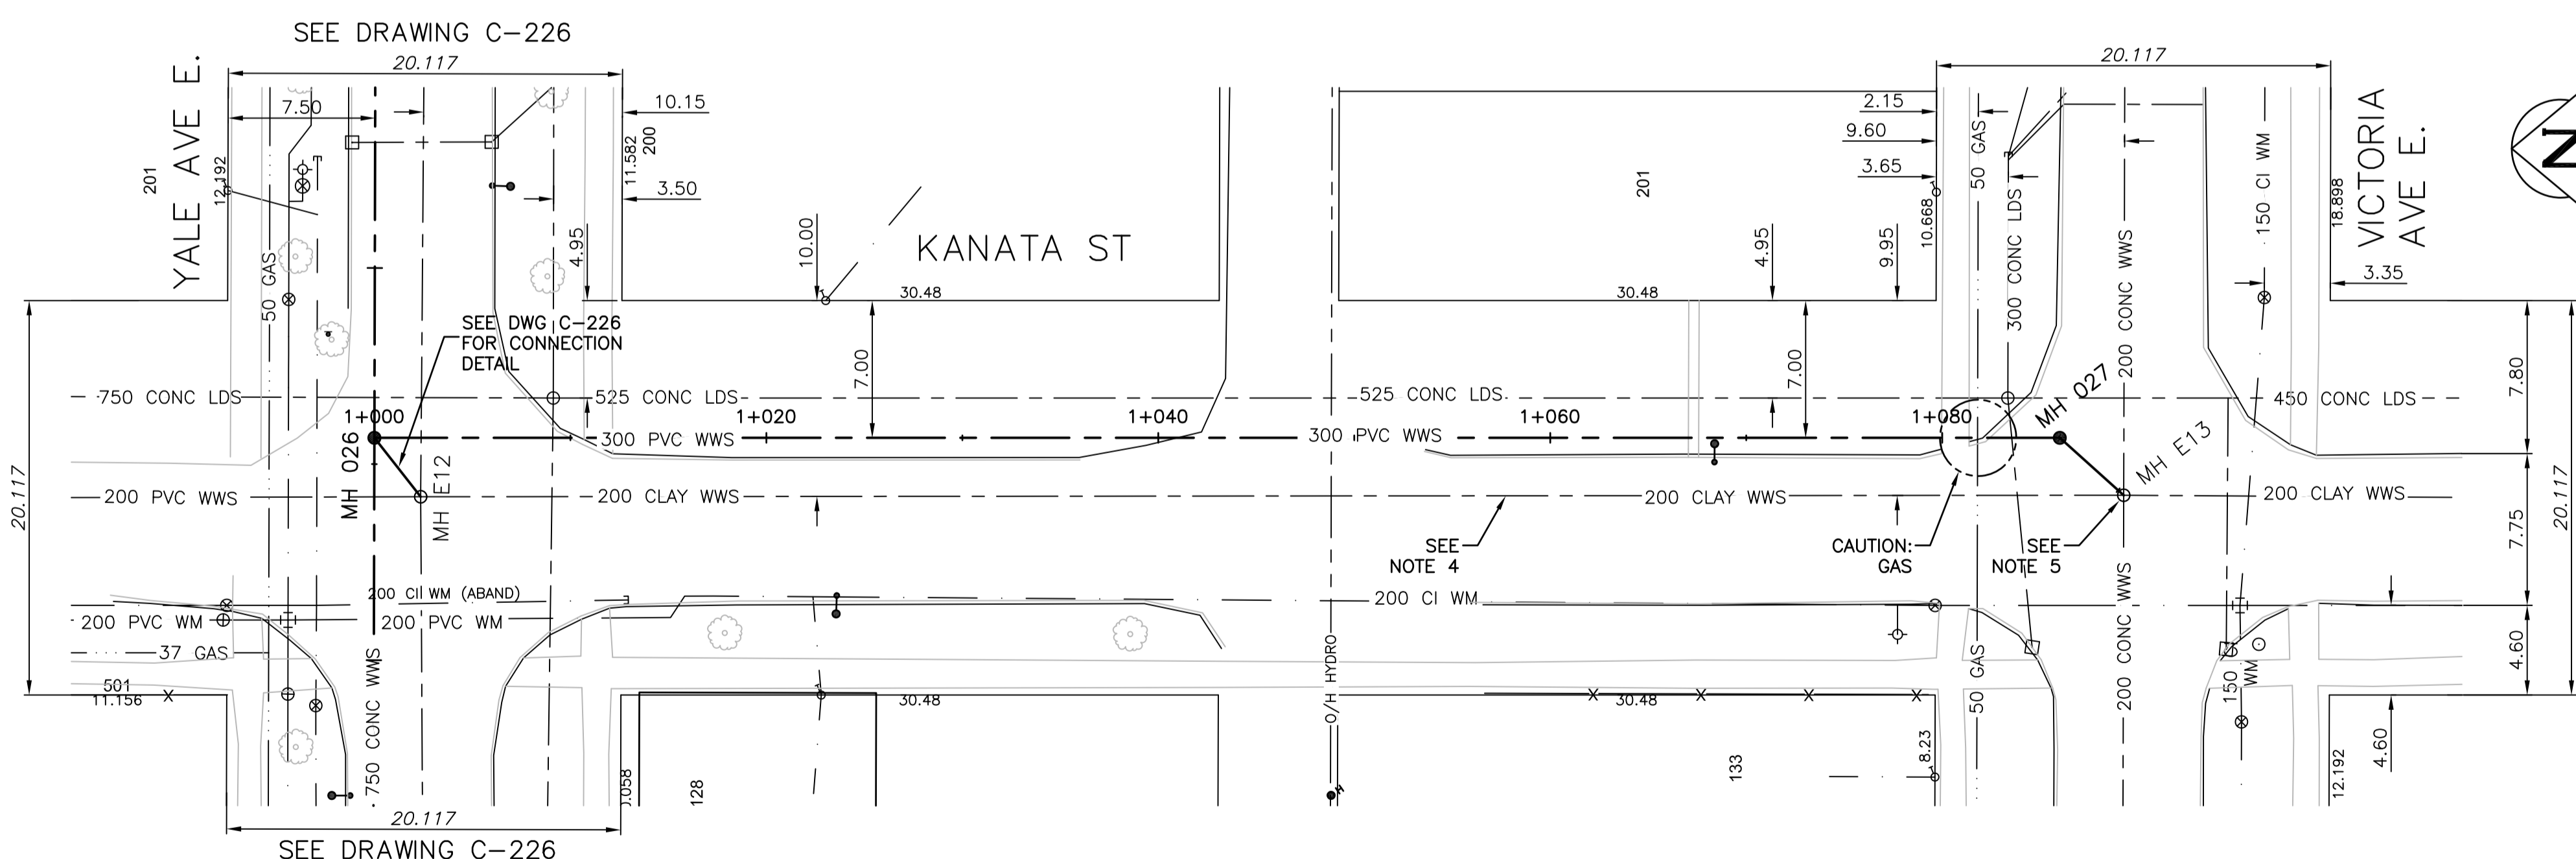 SEE DRAWING C-226
20.117
20.117
YALE AVE E.
7.50
10.15
2.15
9.60
3.65
3.50
201
12.192
11.582
200
50 GAS
4.95
10.00
KANATA ST
201
4.95
9.95
10.668
50 GAS
300 CONC LDS
200 CONC WWS
150 CI WM
18.898
VICTORIA
AVE E.
N
3.35
30.48
30.48
SEE DWG C-226
FOR CONNECTION
DETAIL
7.00
7.00
7.80
750 CONC LDS
525 CONC LDS
525 CONC LDS
450 CONC LDS
1+000
1+020
1+040
1+060
1+080
MH 027
300 PVC WWS
300 PVC WWS
MH 026
MH E12
MH E13
200 PVC WWS
200 CLAY WWS
200 CLAY WWS
200 CLAY WWS
20.117
7.75
20.117
SEE
NOTE 4
CAUTION:
GAS
SEE
NOTE 5
200 CI WM (ABAND)
200 CI WM
200 PVC WM
200 PVC WM
37 GAS
4.60
501
11.156
30.48
30.48
750 CONC WWS
O/H HYDRO
H
50 GAS
200 CONC WWS
150
WM
128
133
8.23
12.192
4.60
20.117
SEE DRAWING C-226